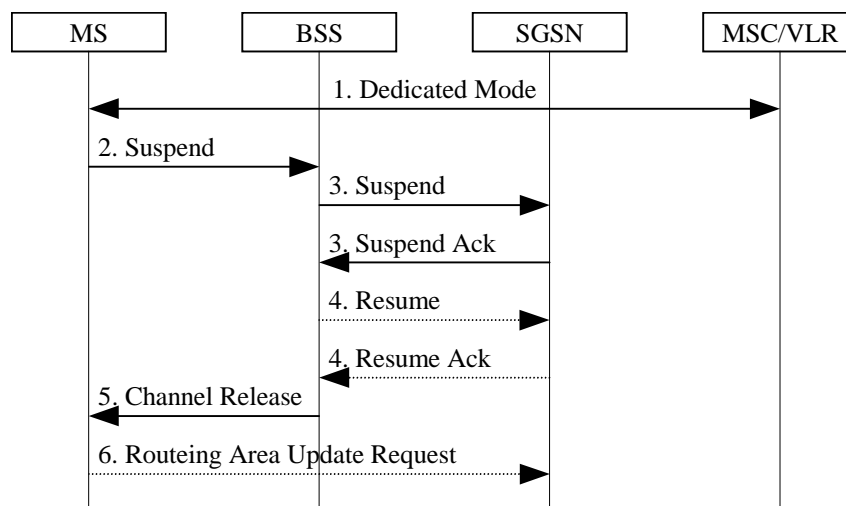 MS BSS SGSN MSC/VLR
1. Dedicated Mode
2. Suspend
3. Suspend
3. Suspend Ack
4. Resume
4. Resume Ack
5. Channel Release
6. Routeing Area Update Request